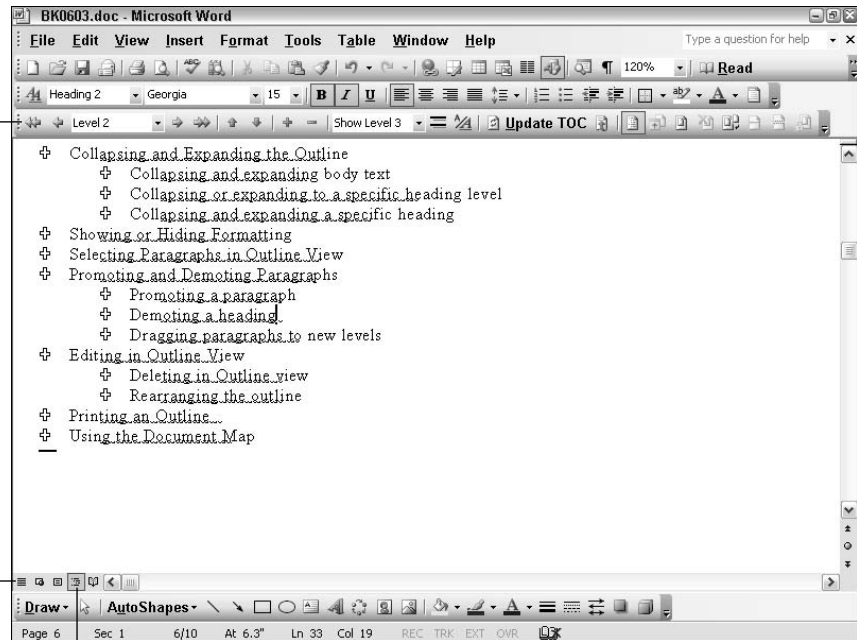 BK0603.doc - Microsoft Word
File Edit View Insert Format Tools Table Window Help Type a question for help
120% Read
Heading 2 Georgia 15 B I U A
Level 2 Show Level 3 Update TOC
Collapsing and Expanding the Outline
Collapsing and expanding body text
Collapsing or expanding to a specific heading level
Collapsing and expanding a specific heading
Showing or Hiding Formatting
Selecting Paragraphs in Outline View
Promoting and Demoting Paragraphs
Promoting a paragraph
Demoting a heading
Dragging paragraphs to new levels
Editing in Outline View
Deleting in Outline view
Rearranging the outline
Printing an Outline
Using the Document Map
Draw AutoShapes A
Page 6 Sec 1 6/10 At 6.3" Ln 33 Col 19 REC TRK EXT OVR